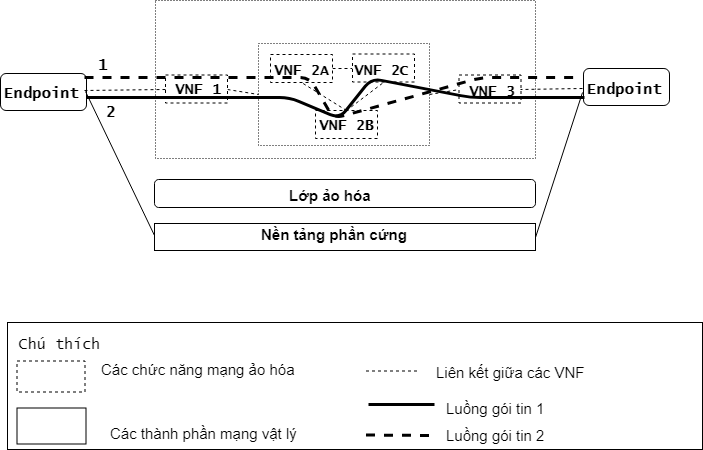 1
VNF 2A
VNF 2C
Endpoint
VNF 1
VNF 3
Endpoint
2
VNF 2B
Lớp ảo hóa
Nền tảng phần cứng
Chú thích
Các chức năng mạng ảo hóa
Liên kết giữa các VNF
Luồng gói tin 1
Các thành phần mạng vật lý
Luồng gói tin 2